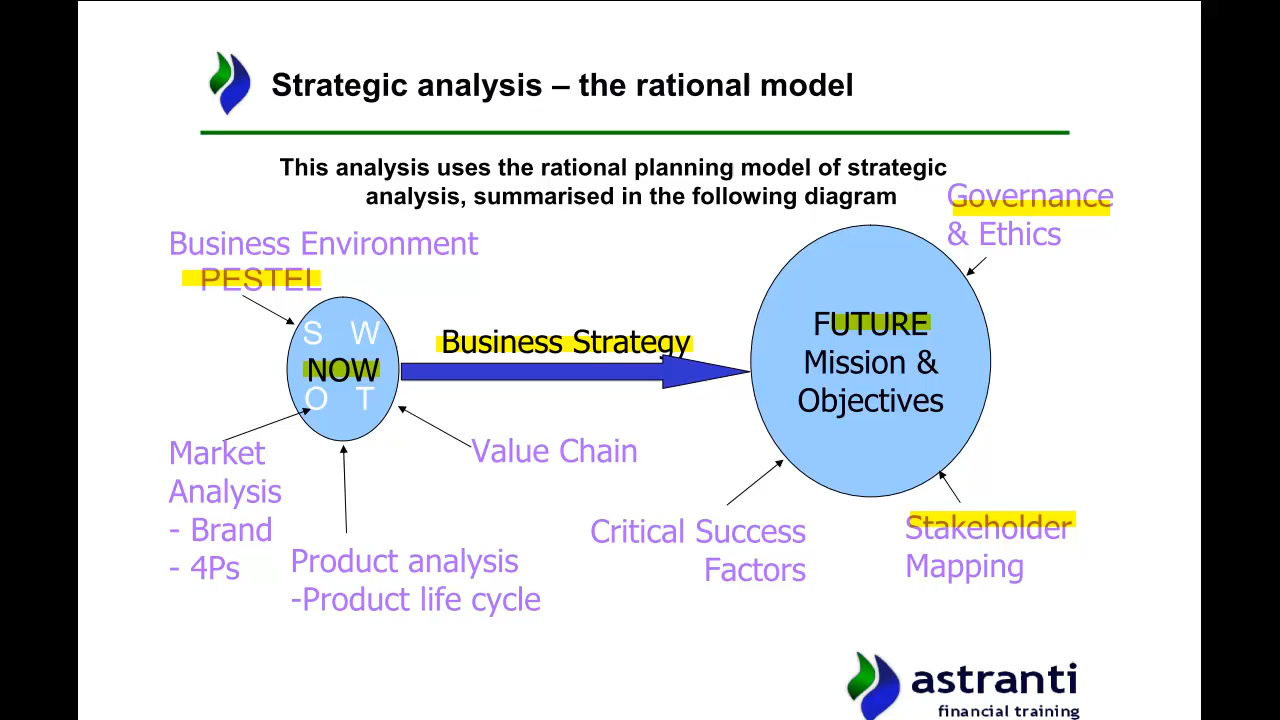 Strategic analysis – the rational model
This analysis uses the rational planning model of strategic
analysis, summarised in the following diagram
Governance
& Ethics
Business Environment
PESTEL
S W
NOW
O T
Business Strategy
FUTURE
Mission &
Objectives
Market
Analysis
- Brand
- 4Ps
Value Chain
Product analysis
-Product life cycle
Critical Success
Factors
Stakeholder
Mapping
astranti
financial training